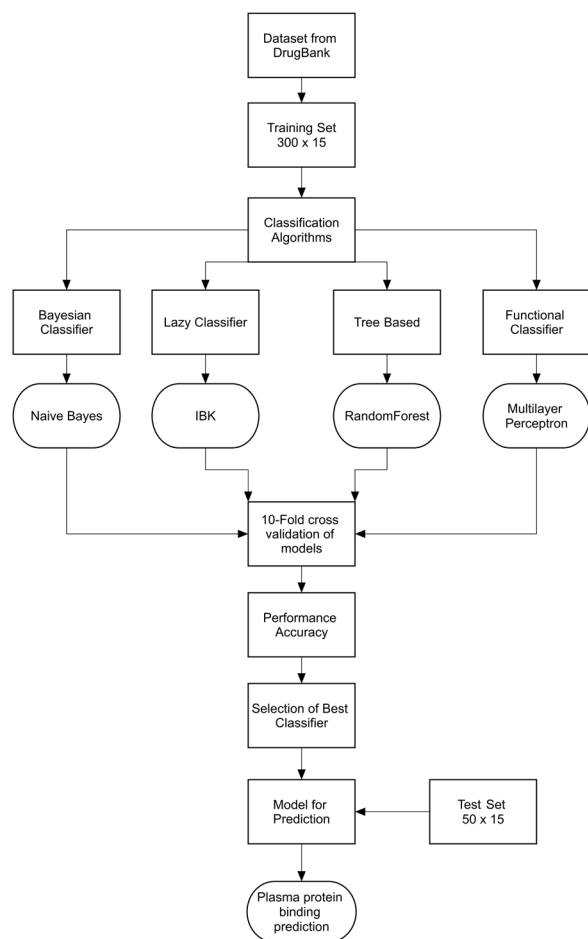 Dataset from
DrugBank
Training Set
300 x 15
Classification
Algorithms
Bayesian
Classifier
Lazy Classifier
Tree Based
Functional
Classifier
Naive Bayes
IBK
RandomForest
Multilayer
Perceptron
10-Fold cross
validation of
models
Performance
Accuracy
Selection of Best
Classifier
Model for
Prediction
Test Set
50 x 15
Plasma protein
binding
prediction